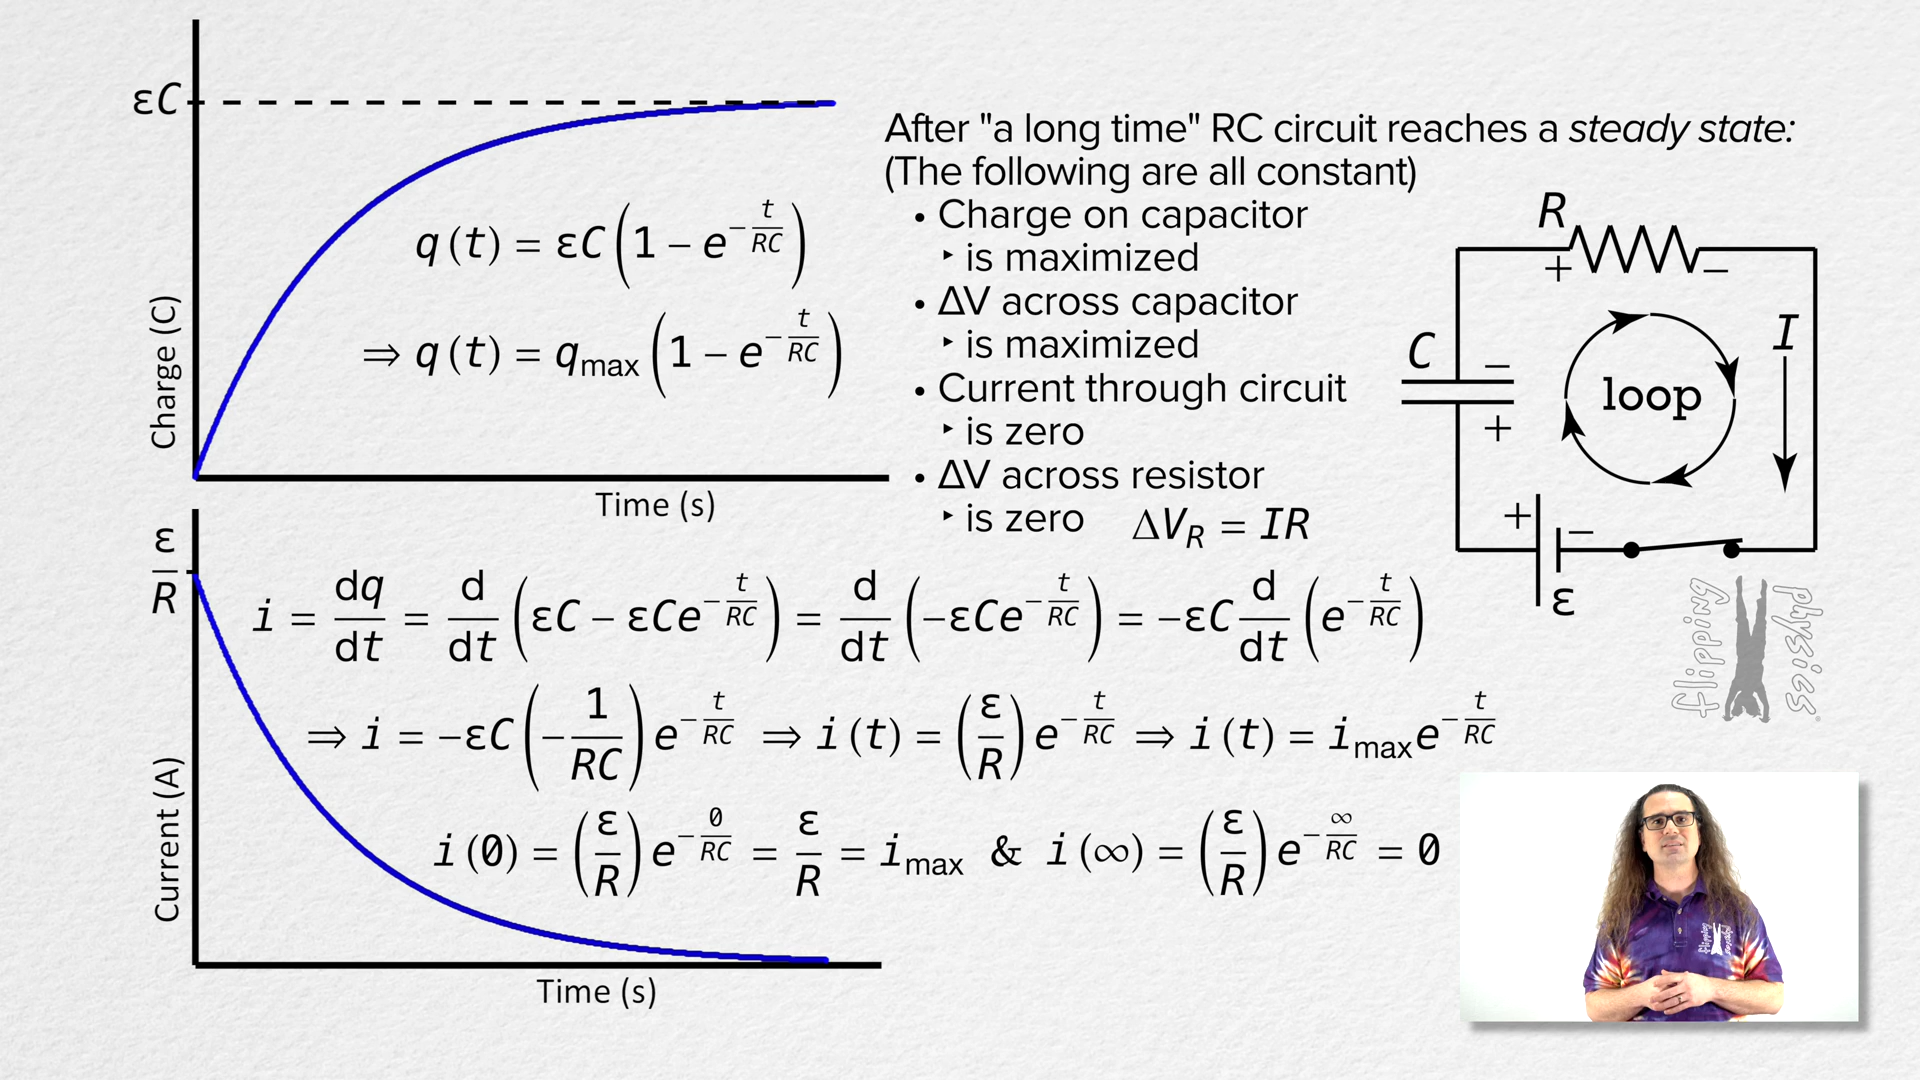 εC
q(t) = εC(1 − e^(−t/RC))
⇒ q(t) = q_max(1 − e^(−t/RC))
Charge (C)
Time (s)
After "a long time" RC circuit reaches a steady state:
(The following are all constant)
• Charge on capacitor
‣ is maximized
• ΔV across capacitor
‣ is maximized
• Current through circuit
‣ is zero
• ΔV across resistor
‣ is zero ΔV_R = IR
R
+ −
C
−
+
loop
I
+ −
ε
flipping physics
ε/R
i = dq/dt = d/dt(εC − εCe^(−t/RC)) = d/dt(−εCe^(−t/RC)) = −εC d/dt(e^(−t/RC))
⇒ i = −εC(−1/RC)e^(−t/RC) ⇒ i(t) = (ε/R)e^(−t/RC) ⇒ i(t) = i_max e^(−t/RC)
i(0) = (ε/R)e^(−0/RC) = ε/R = i_max & i(∞) = (ε/R)e^(−∞/RC) = 0
Current (A)
Time (s)
flipping physics